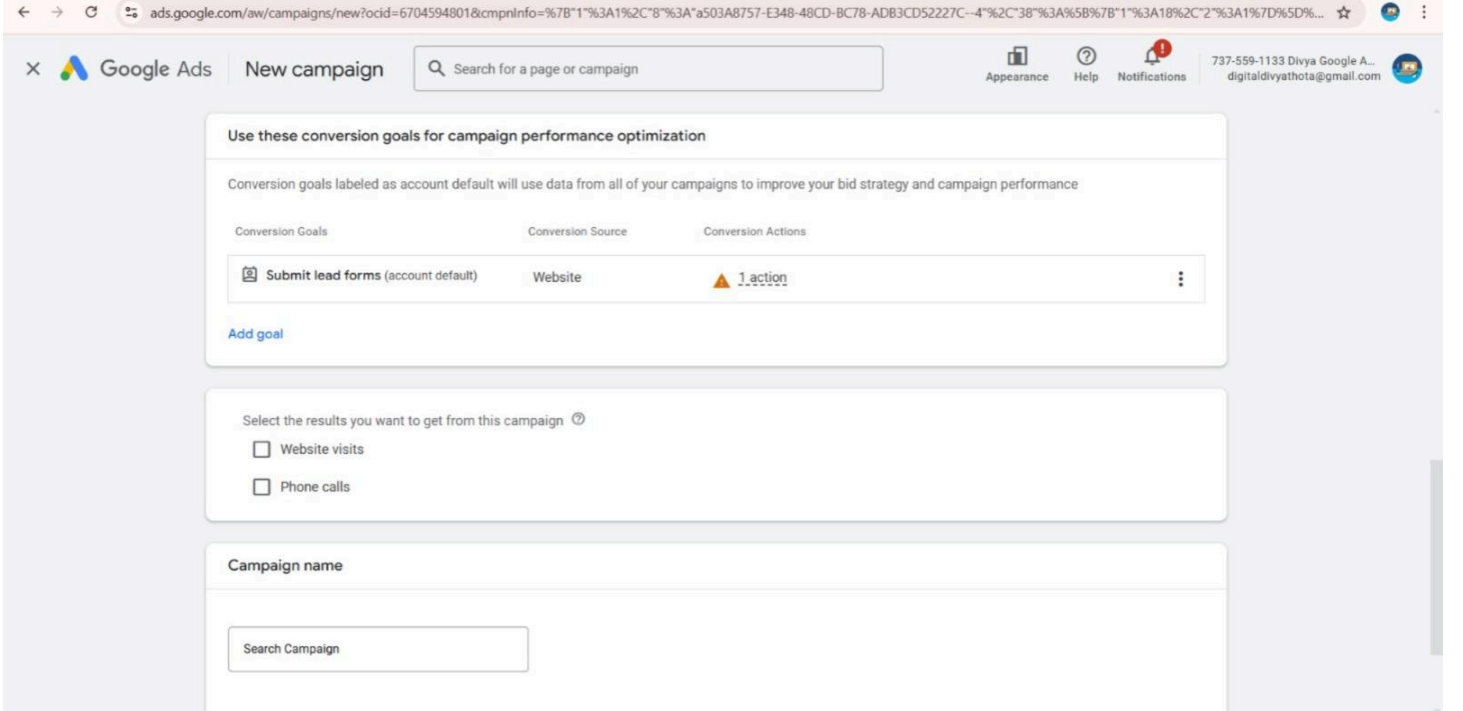 ads.google.com/aw/campaigns/new?ocid=6704594801&cmpnInfo=%7B"1"%3A1%2C"8"%3A"a503A8757-E348-48CD-BC78-ADB3CD52227C--4"%2C"38"%3A%5B%7B"1"%3A18%2C"2"%3A1%7D%5D%...
Google Ads New campaign Search for a page or campaign Appearance Help Notifications 737-559-1133 Divya Google A...
digitaldivyathota@gmail.com
Use these conversion goals for campaign performance optimization
Conversion goals labeled as account default will use data from all of your campaigns to improve your bid strategy and campaign performance
Conversion Goals Conversion Source Conversion Actions
Submit lead forms (account default) Website 1 action
Add goal
Select the results you want to get from this campaign
Website visits
Phone calls
Campaign name
Search Campaign